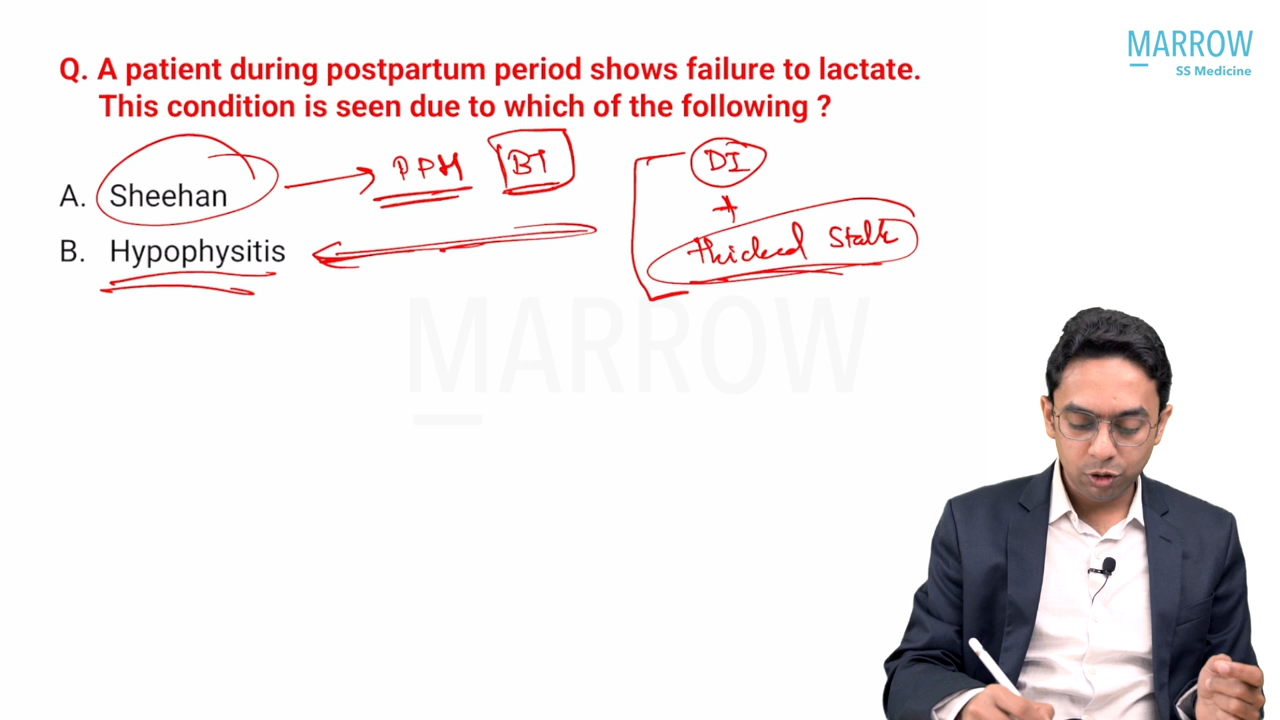 MARROW
SS Medicine
Q. A patient during postpartum period shows failure to lactate.
This condition is seen due to which of the following ?
PPH BT
DI
A. Sheehan
+
thicked Stalk
B. Hypophysitis
MARROW